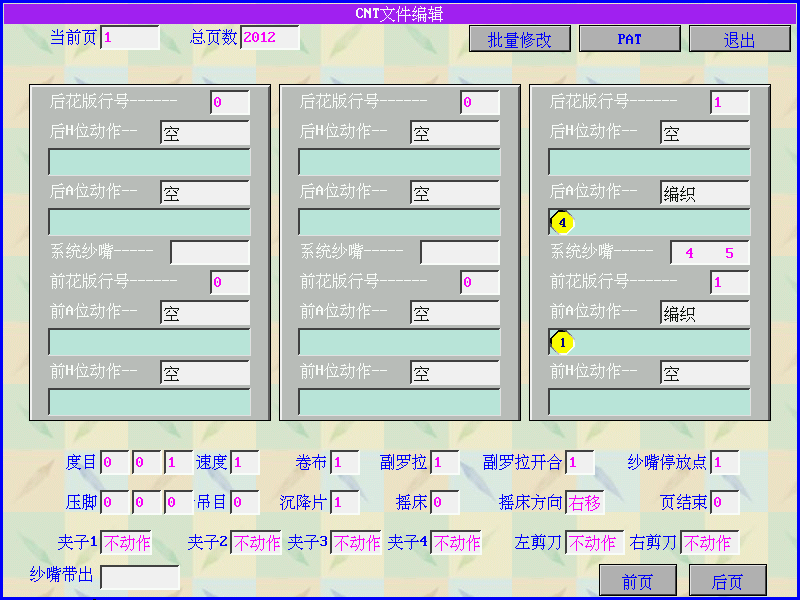 CNT文件编辑
当前页 1 总页数 2012 批量修改 PAT 退出
后花版行号------ 0 后花版行号------ 0 后花版行号------ 1
后H位动作-- 空 后H位动作-- 空 后H位动作-- 空
后A位动作-- 空 后A位动作-- 空 后A位动作-- 编织
4
系统纱嘴----- 系统纱嘴----- 系统纱嘴----- 4 5
前花版行号------ 0 前花版行号------ 0 前花版行号------ 1
前A位动作-- 空 前A位动作-- 空 前A位动作-- 编织
1
前H位动作-- 空 前H位动作-- 空 前H位动作-- 空
度目 0 0 1 速度 1 卷布 1 副罗拉 1 副罗拉开合 1 纱嘴停放点 1
压脚 0 0 0 吊目 0 沉降片 1 摇床 0 摇床方向 右移 页结束 0
夹子1 不动作 夹子2 不动作 夹子3 不动作 夹子4 不动作 左剪刀 不动作 右剪刀 不动作
纱嘴带出 前页 后页